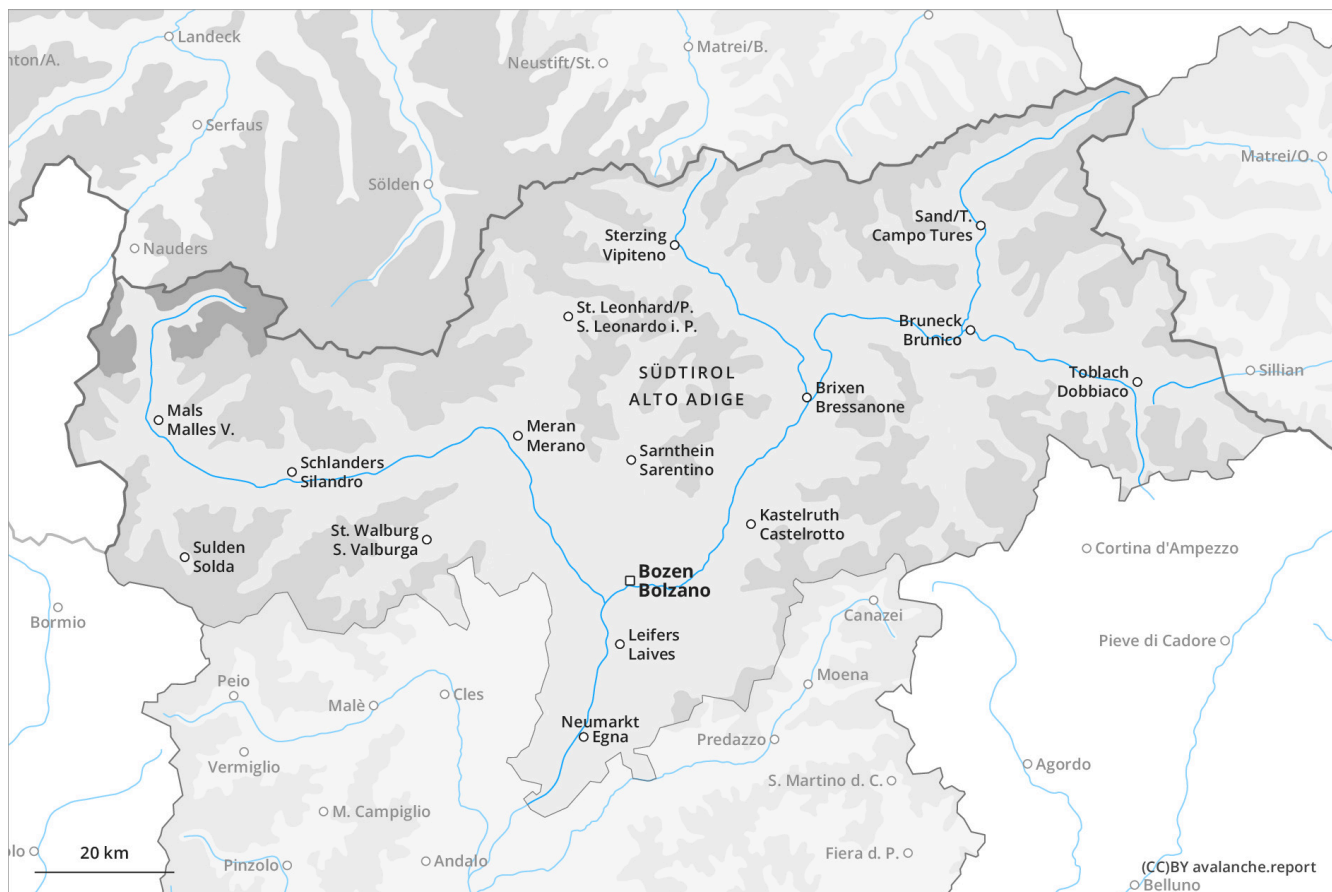 Landeck
nton/A.
Matrei/B.
Neustift/St.
Serfaus
Matrei/O.
Sölden
Sand/T.
Campo Tures
Nauders
Sterzing
Vipiteno
St. Leonhard/P.
S. Leonardo i. P.
Bruneck
Brunico
SÜDTIROL
ALTO ADIGE
Toblach
Dobbiaco
Sillian
Brixen
Bressanone
Mals
Malles V.
Meran
Merano
Sarnthein
Sarentino
Schlanders
Silandro
Kastelruth
Castelrotto
St. Walburg
S. Valburga
Sulden
Solda
Cortina d'Ampezzo
Bozen
Bolzano
Bormio
Canazei
Leifers
Laives
Pieve di Cadore
Peio
Moena
Malè
Cles
Neumarkt
Egna
Predazzo
Vermiglio
Agordo
S. Martino d. C.
M. Campiglio
20 km
olo
Pinzolo
Andalo
Fiera d. P.
(CC)BY avalanche.report
Belluno